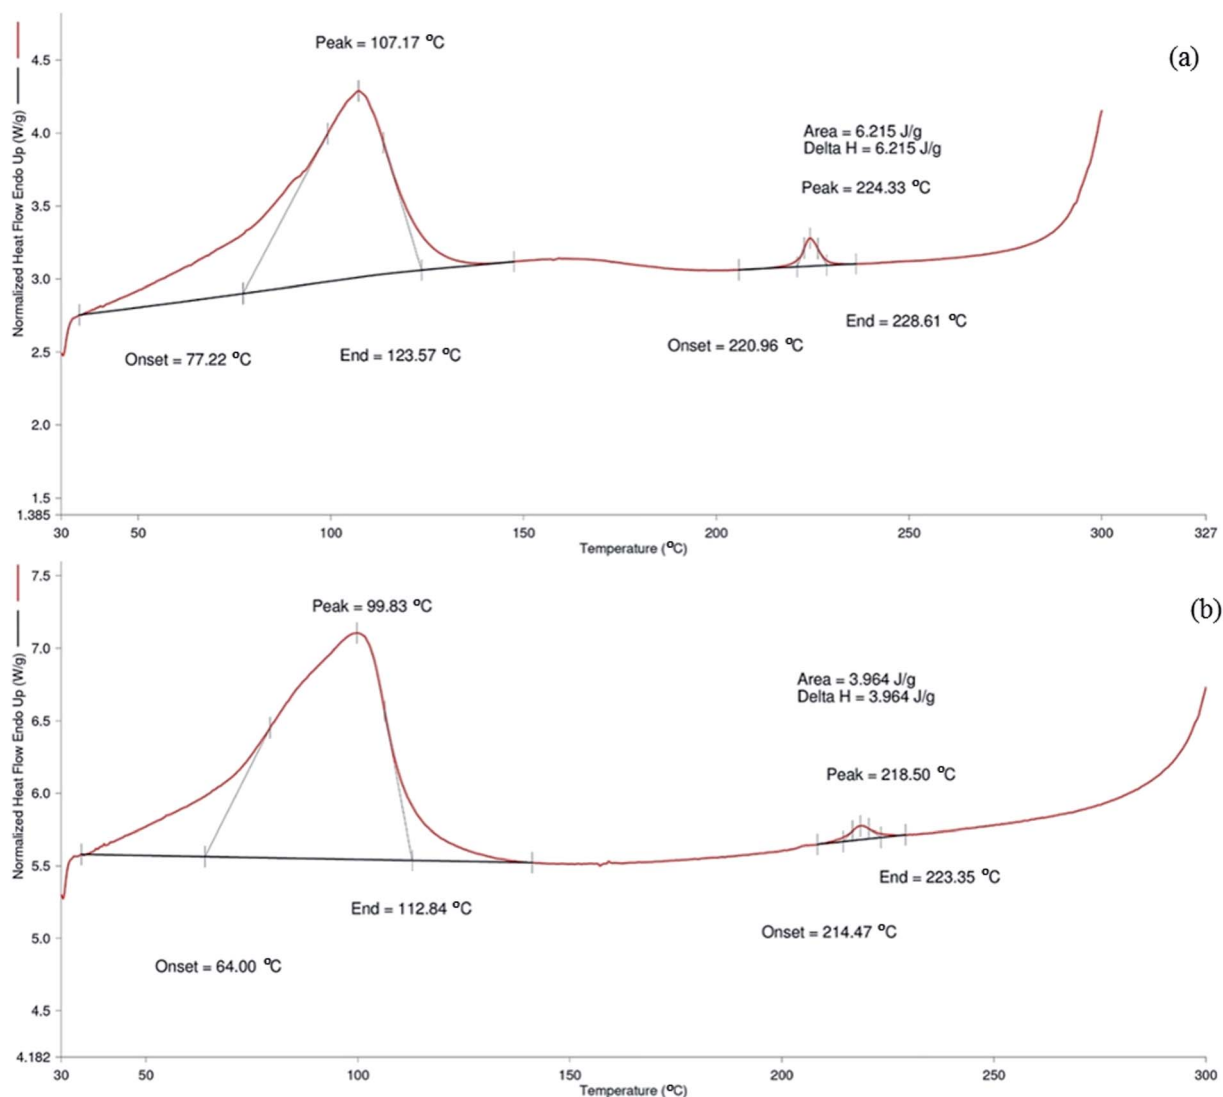 (a)
Normalized Heat Flow Endo Up (W/g)
4.5
4.0
3.5
3.0
2.5
2.0
1.5
1.385
Peak = 107.17 °C
Area = 6.215 J/g
Delta H = 6.215 J/g
Peak = 224.33 °C
End = 228.61 °C
Onset = 220.96 °C
Onset = 77.22 °C
End = 123.57 °C
30 50 100 150 200 250 300 327
Temperature (°C)
(b)
Normalized Heat Flow Endo Up (W/g)
7.5
7.0
6.5
6.0
5.5
5.0
4.5
4.182
Peak = 99.83 °C
Area = 3.964 J/g
Delta H = 3.964 J/g
Peak = 218.50 °C
End = 223.35 °C
End = 112.84 °C
Onset = 214.47 °C
Onset = 64.00 °C
30 50 100 150 200 250 300
Temperature (°C)